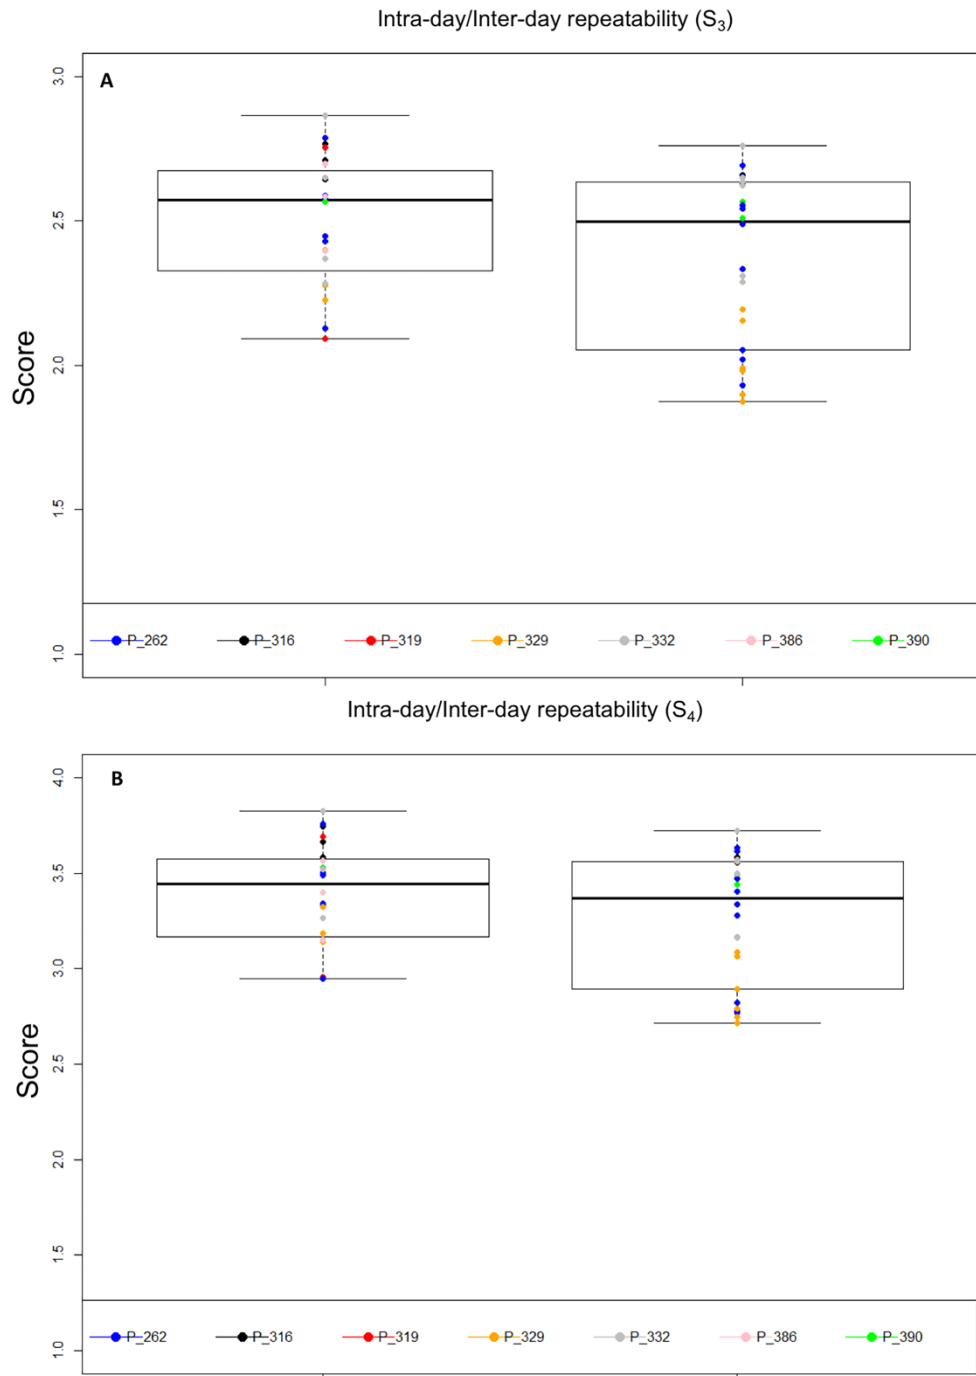 Intra-day/Inter-day repeatability (S₃)
A
3.0
2.5
2.0
1.5
1.0
Score
P_262 P_316 P_319 P_329 P_332 P_386 P_390
Intra-day/Inter-day repeatability (S₄)
B
4.0
3.5
3.0
2.5
2.0
1.5
1.0
Score
P_262 P_316 P_319 P_329 P_332 P_386 P_390